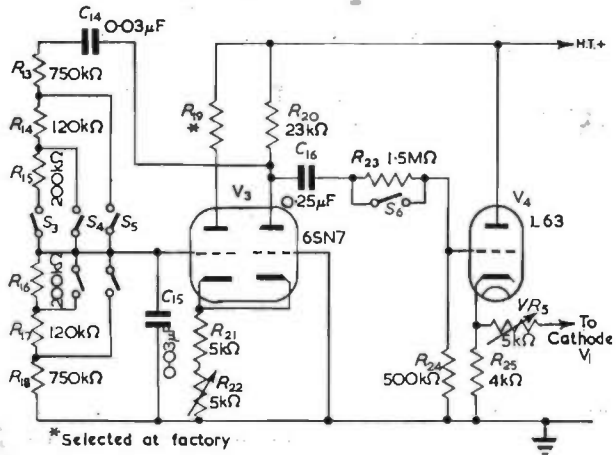 C14
0·03μF
H.T.+
R13
750kΩ
R14
120kΩ
R15
200kΩ
S3
S4
S5
R16
200kΩ
R17
120kΩ
R18
750kΩ
C15
0·03μ
R19
*
R20
23kΩ
C16
0·25μF
R23 1·5MΩ
S6
V3
6SN7
R21
5kΩ
R22
5kΩ
V4
L63
VR5
5kΩ
To
Cathode
V1
R24
500kΩ
R25
4kΩ
*Selected at factory